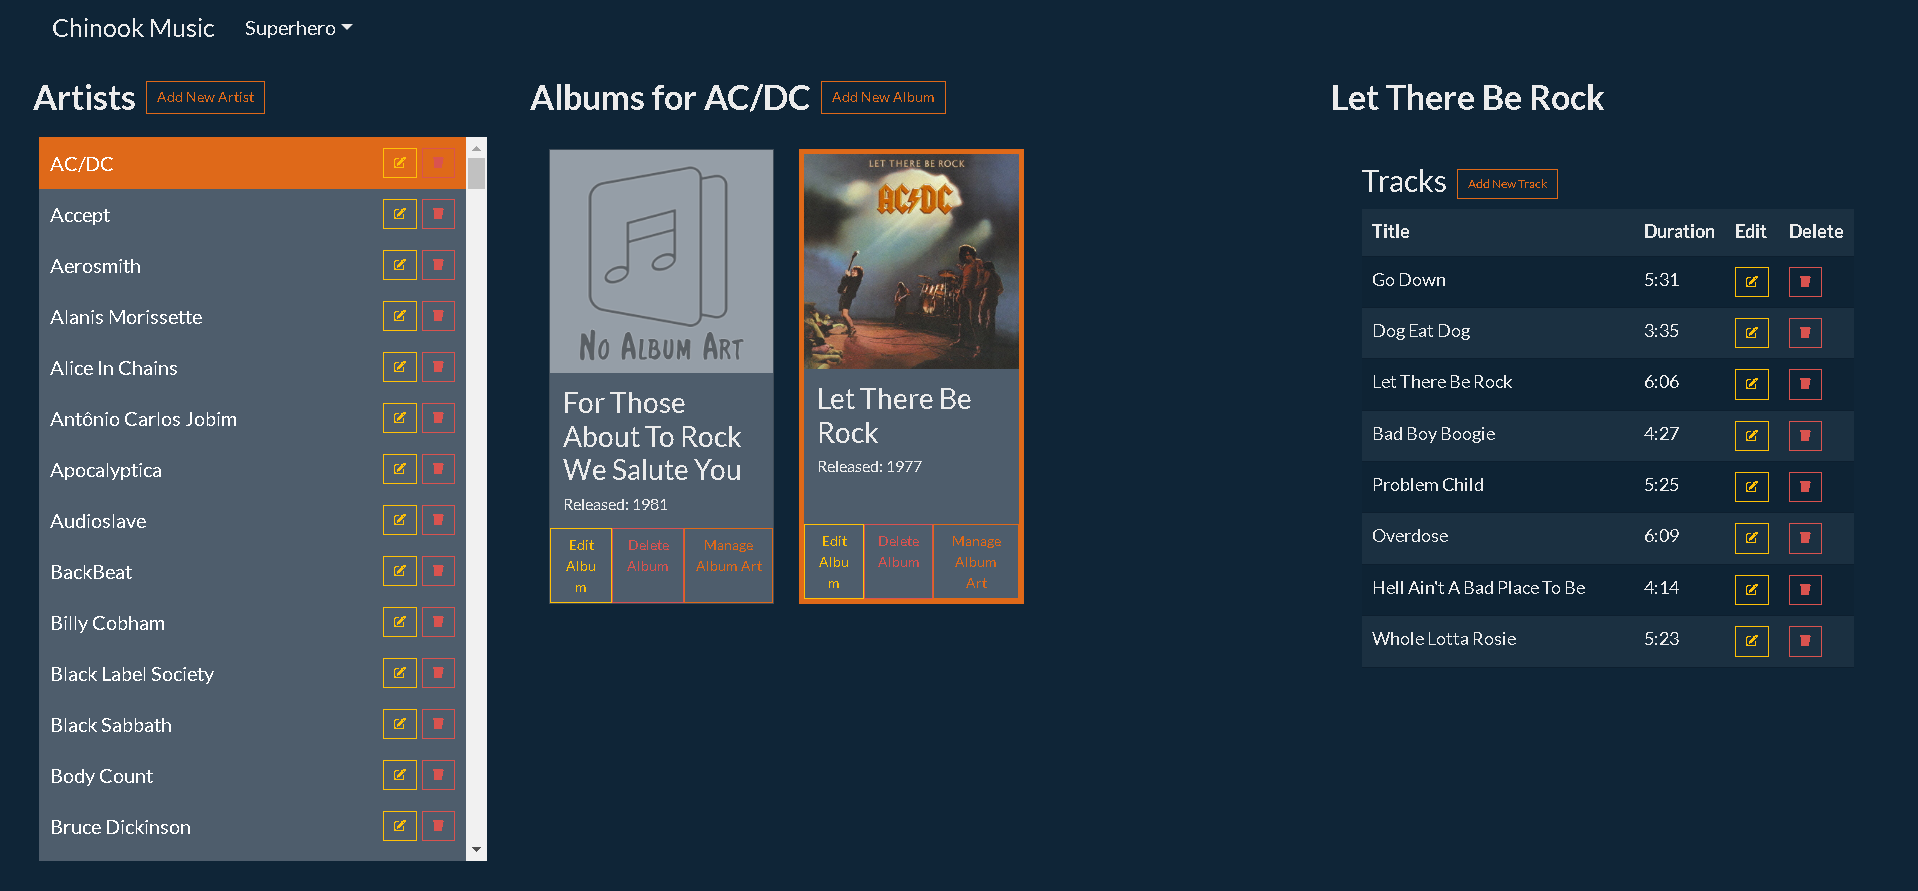 Chinook Music
Superhero
Artists
Add New Artist
AC/DC
Accept
Aerosmith
Alanis Morissette
Alice In Chains
Antônio Carlos Jobim
Apocalyptica
Audioslave
BackBeat
Billy Cobham
Black Label Society
Black Sabbath
Body Count
Bruce Dickinson
Albums for AC/DC
Add New Album
NO ALBUM ART
For Those
About To Rock
We Salute You
Released: 1981
Edit
Albu
m
Delete
Album
Manage
Album Art
LET THERE BE ROCK
AC/DC
Let There Be
Rock
Released: 1977
Edit
Albu
m
Delete
Album
Manage
Album
Art
Let There Be Rock
Tracks
Add New Track
Title Duration Edit Delete
Go Down 5:31
Dog Eat Dog 3:35
Let There Be Rock 6:06
Bad Boy Boogie 4:27
Problem Child 5:25
Overdose 6:09
Hell Ain't A Bad Place To Be 4:14
Whole Lotta Rosie 5:23